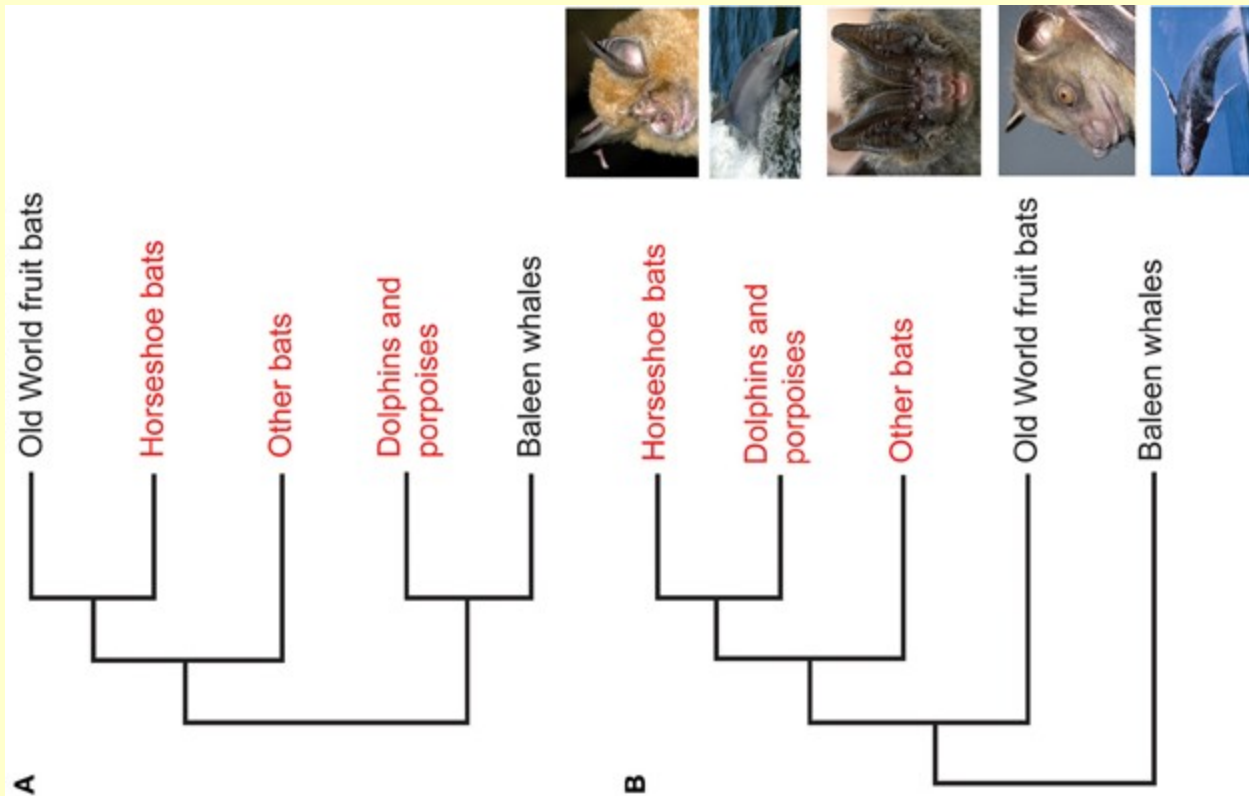 A
Old World fruit bats
Horseshoe bats
Other bats
Dolphins and
porpoises
Baleen whales
B
Horseshoe bats
Dolphins and
porpoises
Other bats
Old World fruit bats
Baleen whales